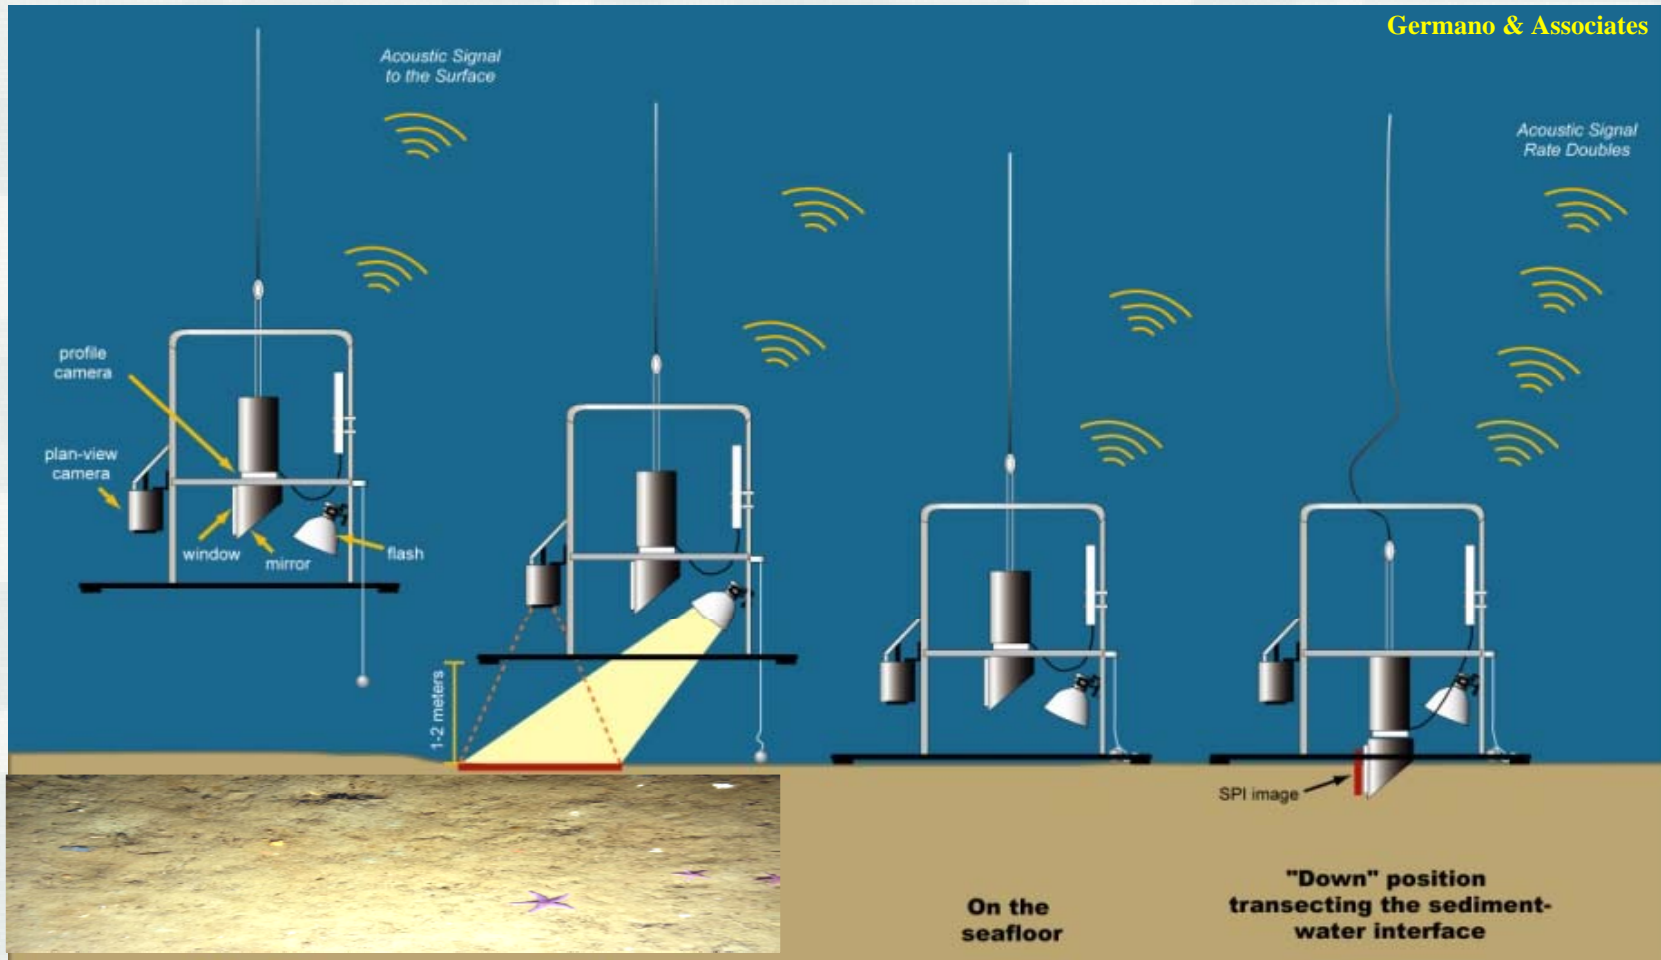 Germano & Associates
Acoustic Signal
to the Surface
Acoustic Signal
Rate Doubles
profile
camera
plan-view
camera
window
mirror
flash
1-2 meters
SPI image
On the
seafloor
"Down" position
transecting the sediment-
water interface